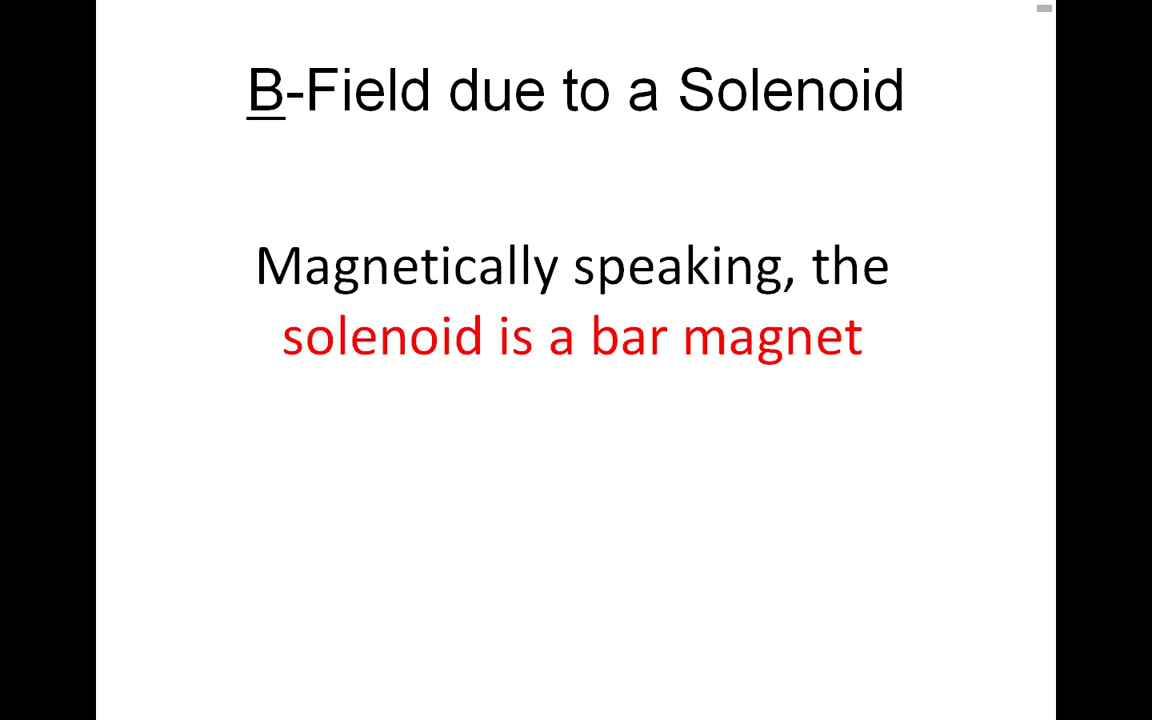 B-Field due to a Solenoid
Magnetically speaking, the
solenoid is a bar magnet